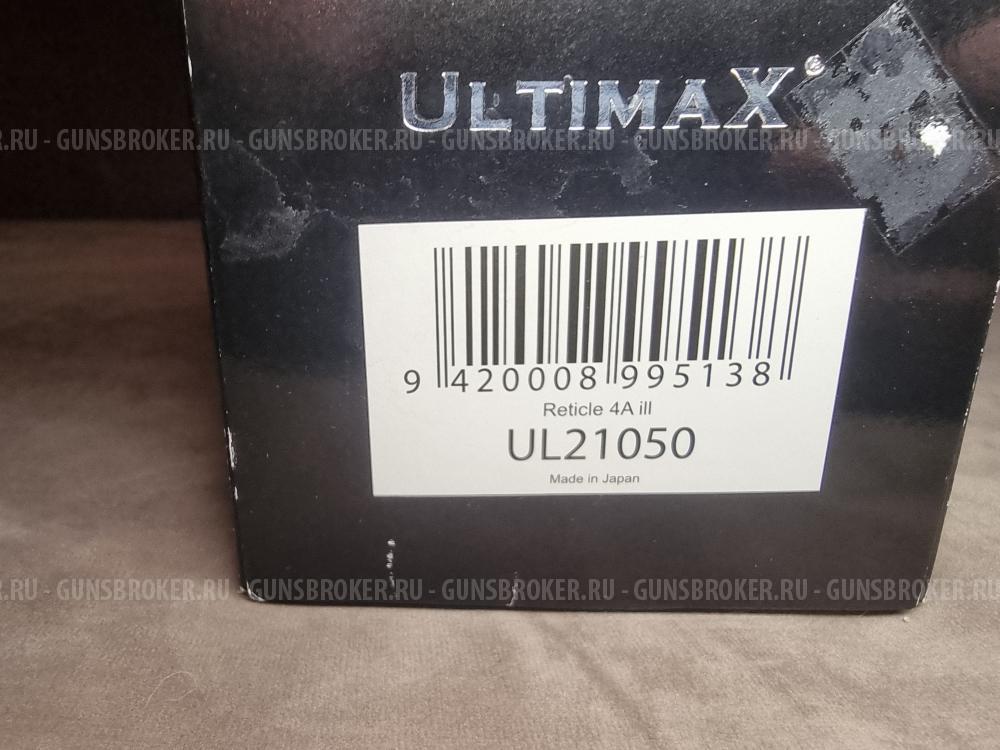 ULTIMAX®
.RU - GUNSBROKER.RU - GUNSBROKER.RU - GUNSBROKER.RU - GUNSBROKER.RU - GUNSBROKER.RU
9 420008 995138
Reticle 4A ill
UL21050
Made in Japan
.RU - GUNSBROKER.RU - GUNSBROKER.RU - GUNSBROKER.RU - GUNSBROKER.RU - GUNSBROKER.RU